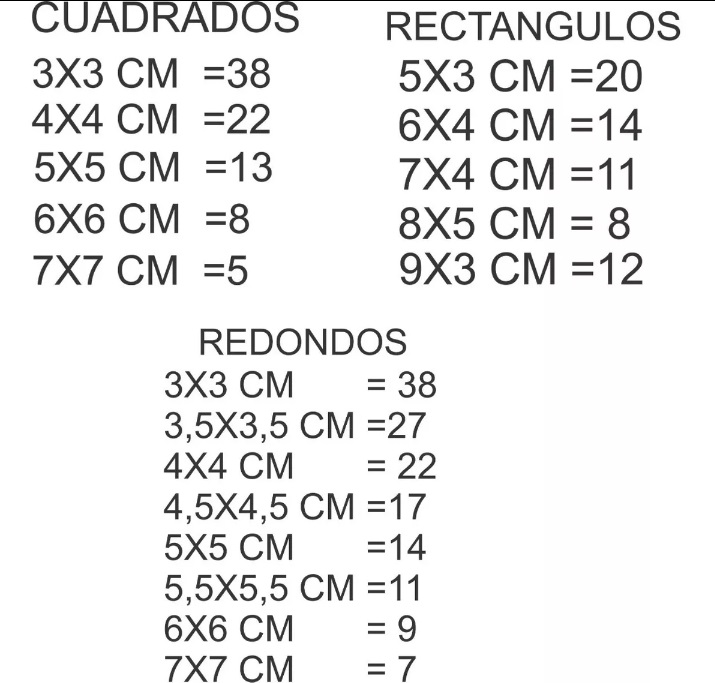 CUADRADOS
3X3 CM =38
4X4 CM =22
5X5 CM =13
6X6 CM =8
7X7 CM =5
RECTANGULOS
5X3 CM =20
6X4 CM =14
7X4 CM =11
8X5 CM = 8
9X3 CM =12
REDONDOS
3X3 CM = 38
3,5X3,5 CM =27
4X4 CM = 22
4,5X4,5 CM =17
5X5 CM =14
5,5X5,5 CM =11
6X6 CM = 9
7X7 CM = 7